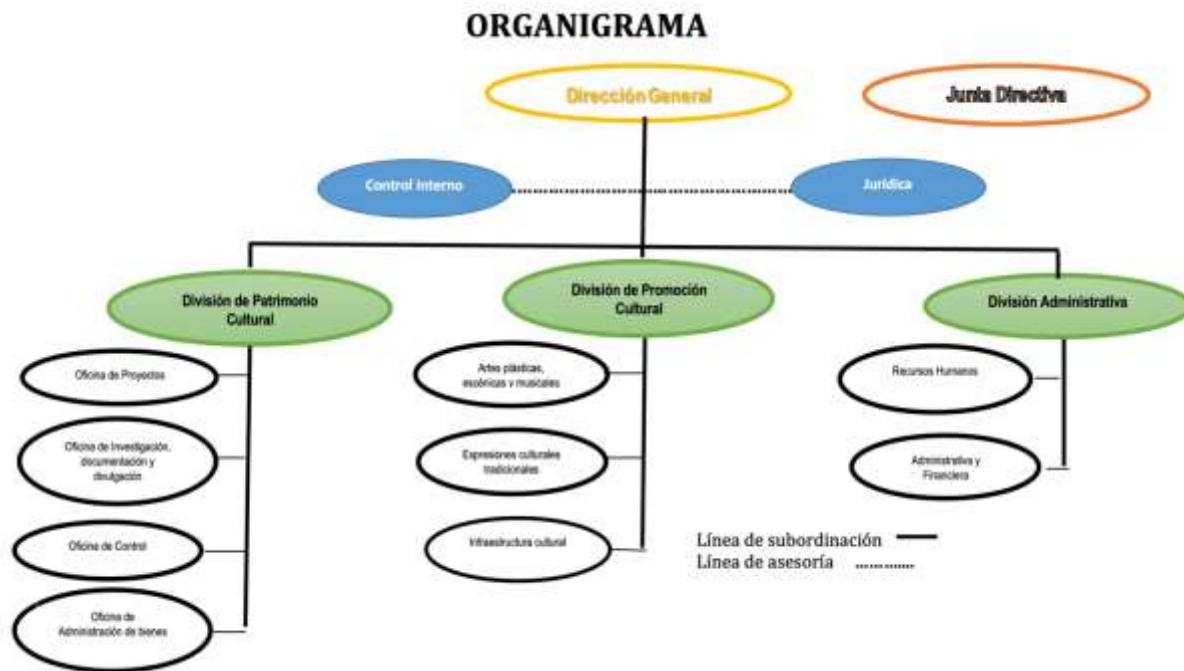 ORGANIGRAMA
Dirección General
Junta Directiva
Control Interno
Jurídica
División de Patrimonio
Cultural
División de Promoción
Cultural
División Administrativa
Oficina de Proyectos
Oficina de Investigación,
documentación y
divulgación
Oficina de Control
Oficina de
Administración de bienes
Artes plásticas,
escénicas y musicales
Expresiones culturales
tradicionales
Infraestructura cultural
Recursos Humanos
Administrativa y
Financiera
Línea de subordinación
Línea de asesoría